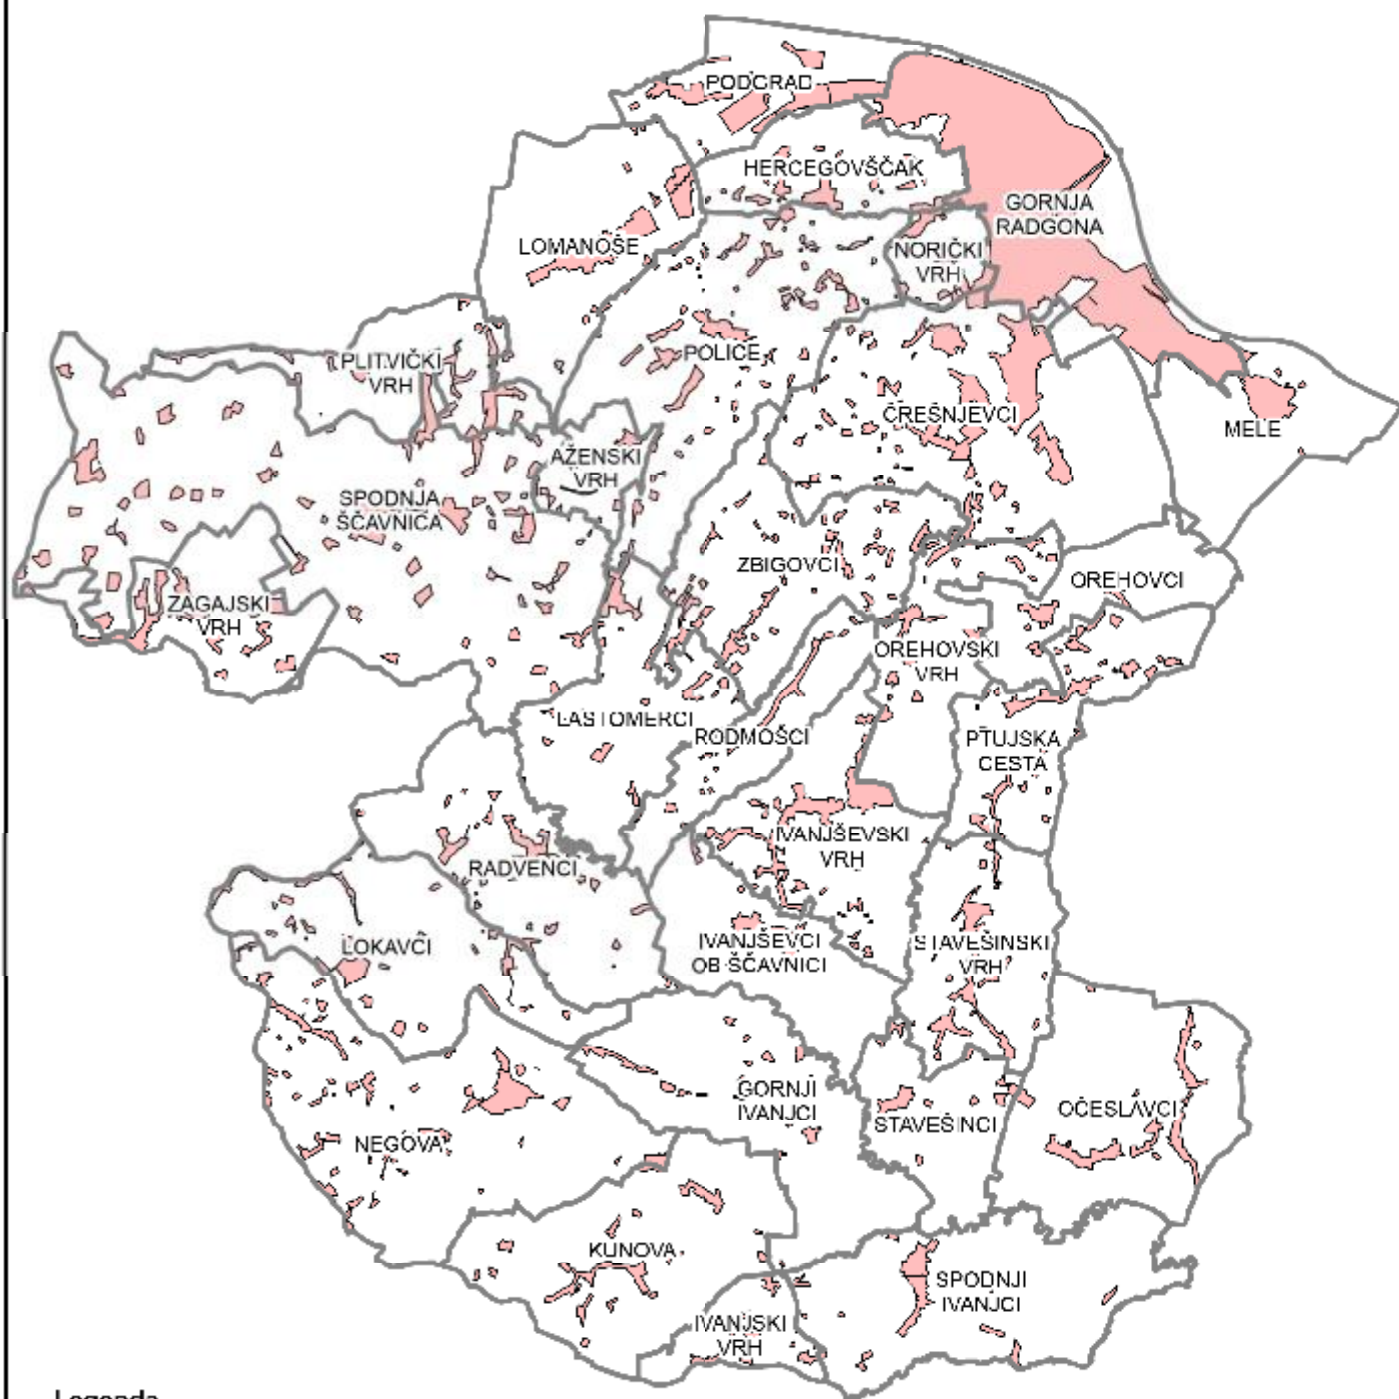 PODGRAD
HERCEGOVŠČAK
GORNJA
RADGONA
LOMANOŠE
NORIČKI
VRH
POLICE
PLITVIČKI
VRH
ČREŠNJEVCI
MELE
AŽENSKI
VRH
SPODNJA
ŠČAVNICA
ZBIGOVCI
OREHOVCI
ZAGAJSKI
VRH
OREHOVSKI
VRH
LASTOMERCI
RODMOŠCI
PTUJSKA
CESTA
IVANJŠEVSKI
VRH
RADVENCI
LOKAVCI
IVANJŠEVCI
OB ŠČAVNICI
STAVEŠINSKI
VRH
GORNJI
IVANJCI
OČESLAVCI
STAVEŠINCI
NEGOVA
KUNOVA
SPODNJI
IVANJCI
IVANJSKI
VRH
Legenda